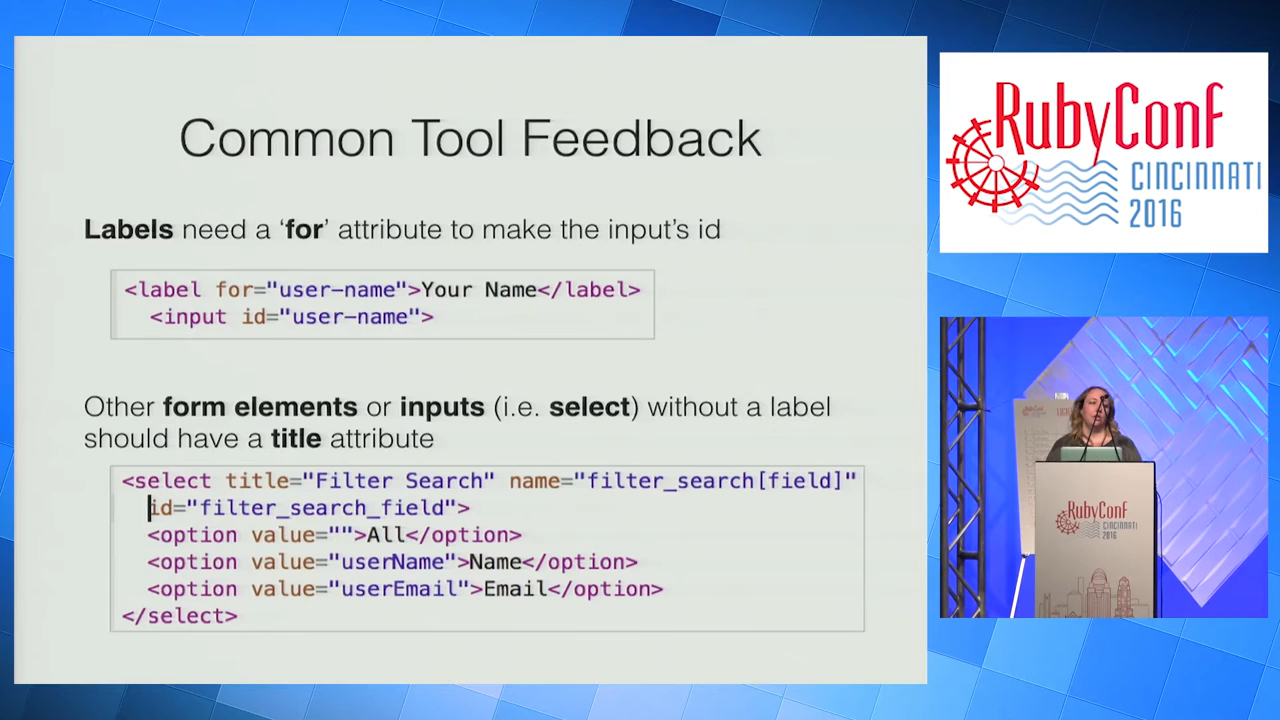 Common Tool Feedback
Labels need a ‘for’ attribute to make the input’s id
<label for="user-name">Your Name</label>
<input id="user-name">
Other form elements or inputs (i.e. select) without a label
should have a title attribute
<select title="Filter Search" name="filter_search[field]"
id="filter_search_field">
<option value="">All</option>
<option value="userName">Name</option>
<option value="userEmail">Email</option>
</select>
RubyConf
CINCINNATI
2016
RubyConf
CINCINNATI
2016